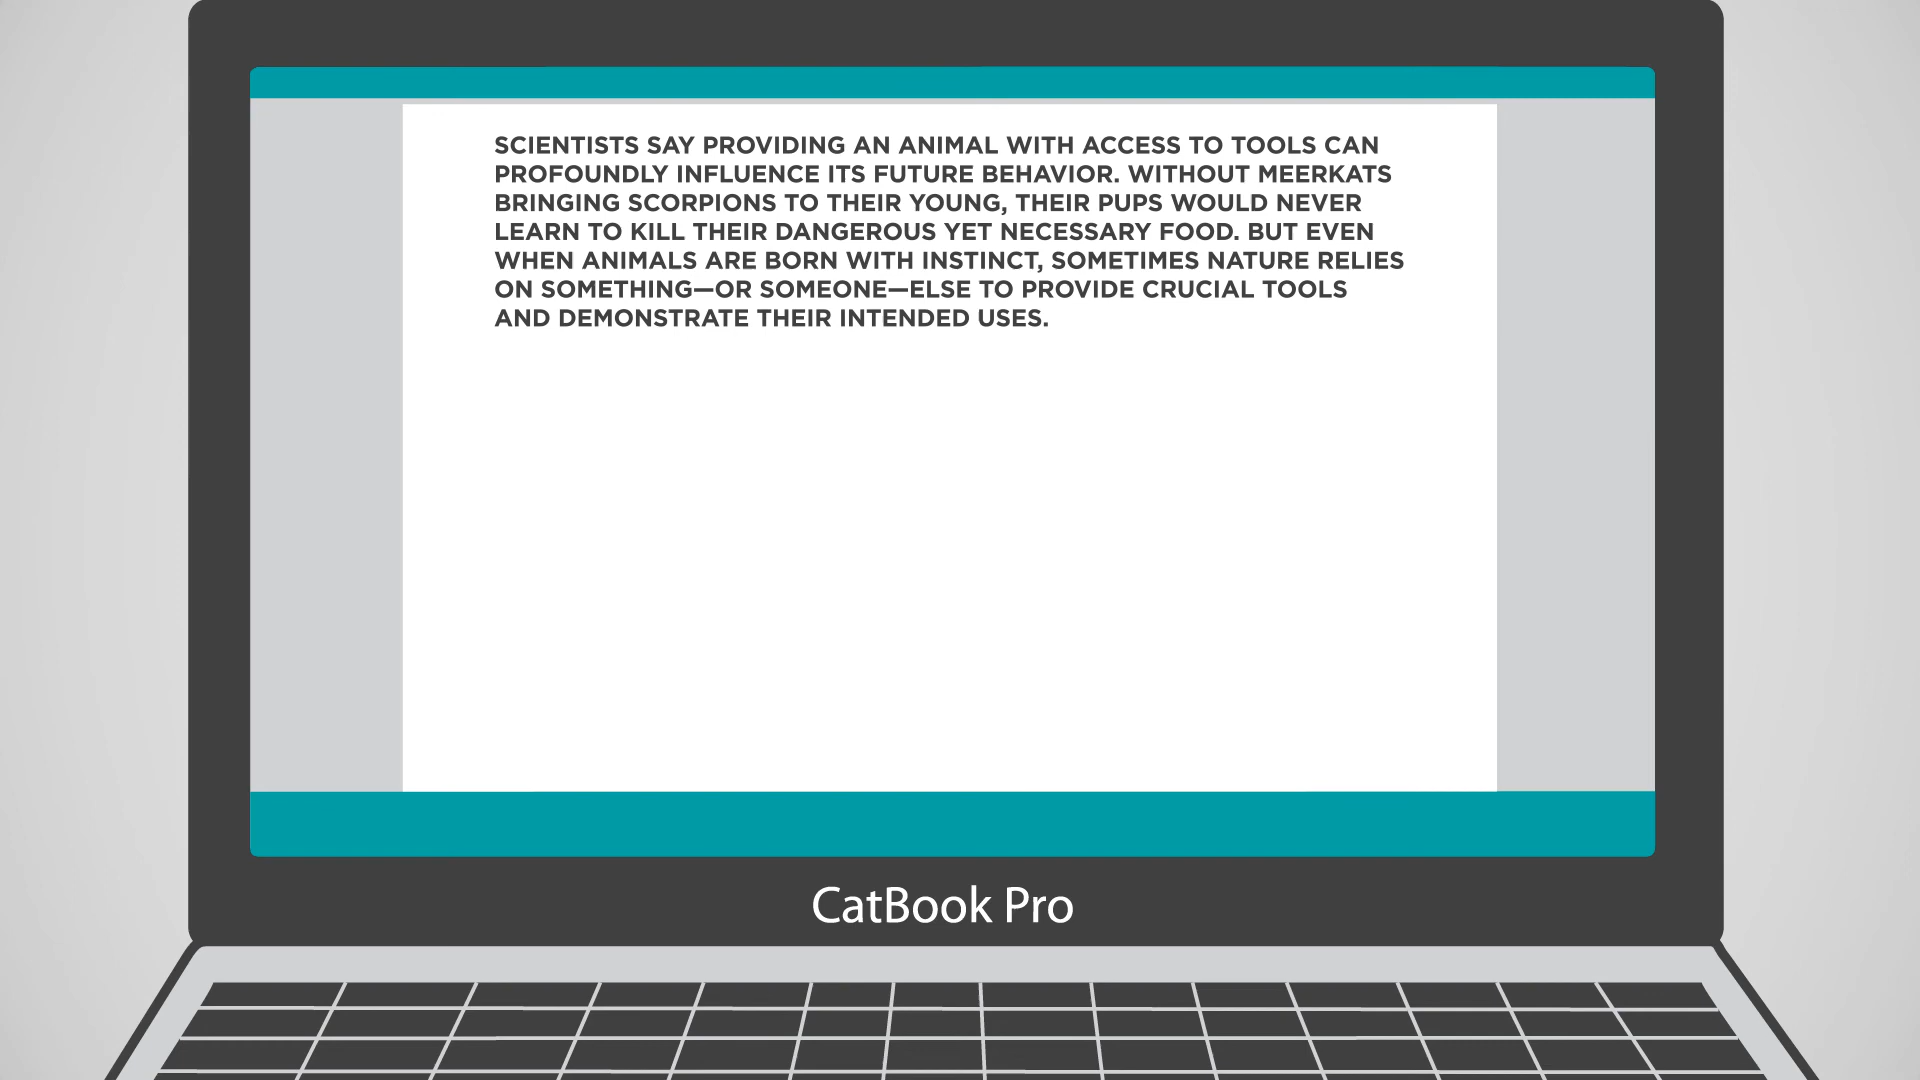 SCIENTISTS SAY PROVIDING AN ANIMAL WITH ACCESS TO TOOLS CAN
PROFOUNDLY INFLUENCE ITS FUTURE BEHAVIOR. WITHOUT MEERKATS
BRINGING SCORPIONS TO THEIR YOUNG, THEIR PUPS WOULD NEVER
LEARN TO KILL THEIR DANGEROUS YET NECESSARY FOOD. BUT EVEN
WHEN ANIMALS ARE BORN WITH INSTINCT, SOMETIMES NATURE RELIES
ON SOMETHING—OR SOMEONE—ELSE TO PROVIDE CRUCIAL TOOLS
AND DEMONSTRATE THEIR INTENDED USES.
CatBook Pro